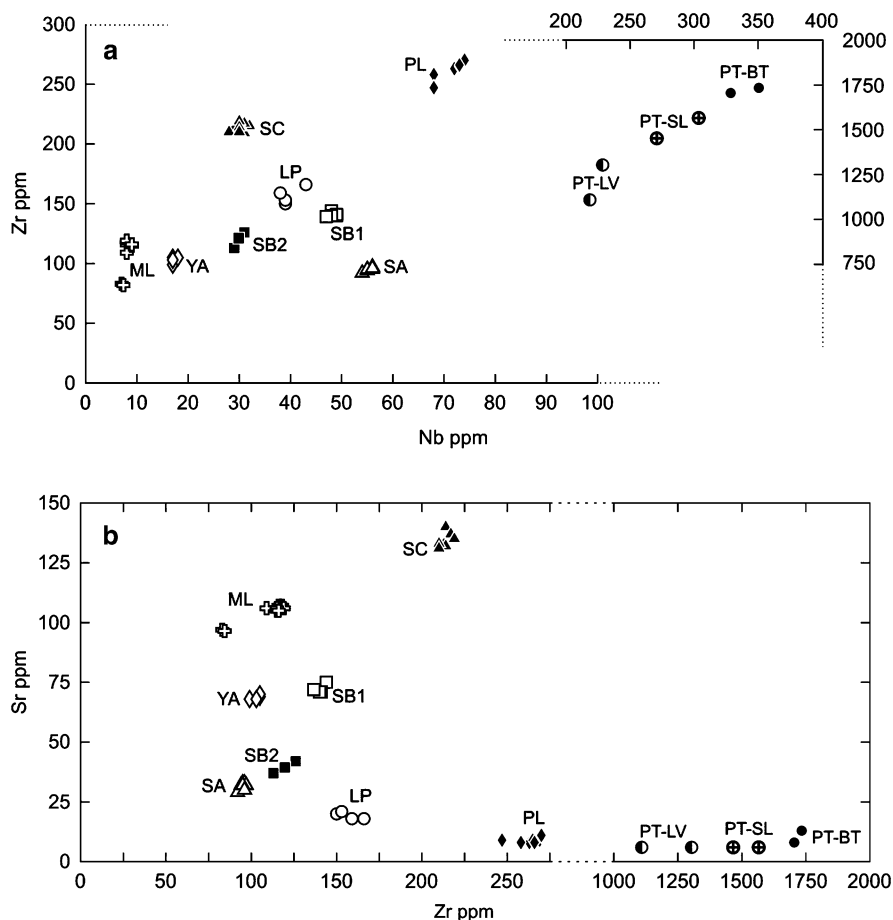 200 250 300 350 400
300 2000
a
PL
PT-BT
250 1750
SC
PT-SL
200 1500
LP
PT-LV
Zr ppm
150 1250
SB1
1000
SB2
100 ML YA SA 750
50
0
0 10 20 30 40 50 60 70 80 90 100
Nb ppm
150
b
SC
ML
100
Sr ppm
75
YA SB1
50
SB2
SA
LP
25
PL PT-LV PT-SL PT-BT
0
0 25 50 75 100 125 150 175 200 225 250 1000 1250 1500 1750 2000
Zr ppm